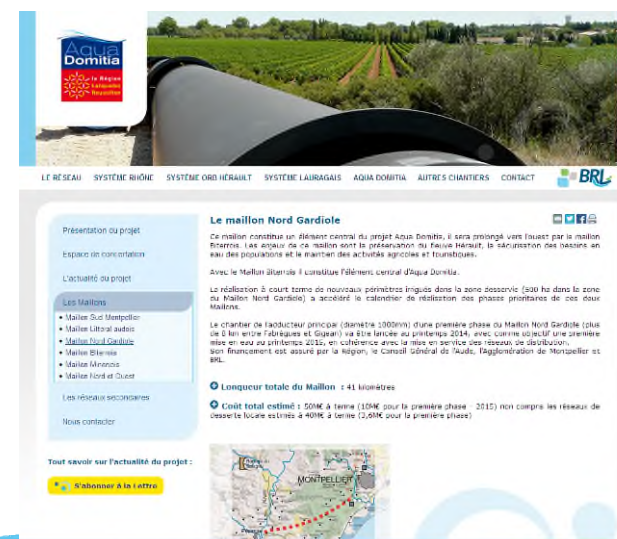 Aqua
Domitia
la Région
Languedoc
Roussillon
LE RÉSEAU SYSTÈME RHÔNE SYSTÈME ORB HÉRAULT SYSTÈME LAURAGAIS AQUA DOMITIA AUTRES CHANTIERS CONTACT BRL
Présentation du projet
Espace de concertation
L'actualité du projet
Les Maillons
• Maillon Sud Montpellier
• Maillon Littoral audois
• Maillon Nord Gardiole
• Maillon Biterrois
• Maillon Minervois
• Maillon Nord et Ouest
Les réseaux secondaires
Nous contacter
Tout savoir sur l'actualité du projet :
S'abonner à la Lettre
Le maillon Nord Gardiole
Ce maillon constitue un élément central du projet Aqua Domitia, il sera prolongé vers l'ouest par le maillon
Biterrois. Les enjeux de ce maillon sont la préservation du fleuve Hérault, la sécurisation des besoins en
eau des populations et le maintien des activités agricoles et touristiques.
Avec le Maillon Biterrois il constitue l'élément central d'Aqua Domitia.
La réalisation à court terme de nouveaux périmètres irrigués dans la zone desservie (500 ha dans la zone
du Maillon Nord Gardiole) a accéléré le calendrier de réalisation des phases prioritaires de ces deux
Maillons.
Le chantier de l'adducteur principal (diamètre 1000mm) d'une première phase du Maillon Nord Gardiole (plus
de 8 km entre Fabrègues et Gigean) va être lancée au printemps 2014, avec comme objectif une première
mise en eau au printemps 2015, en cohérence avec la mise en service des réseaux de distribution.
Son financement est assuré par la Région, le Conseil Général de l'Aude, l'Agglomération de Montpellier et
BRL.
Longueur totale du Maillon : 41 kilomètres
Coût total estimé : 50M€ à terme (10M€ pour la première phase - 2015) non compris les réseaux de
desserte locale estimés à 40M€ à terme (3,6M€ pour la première phase)
MONTPELLIER